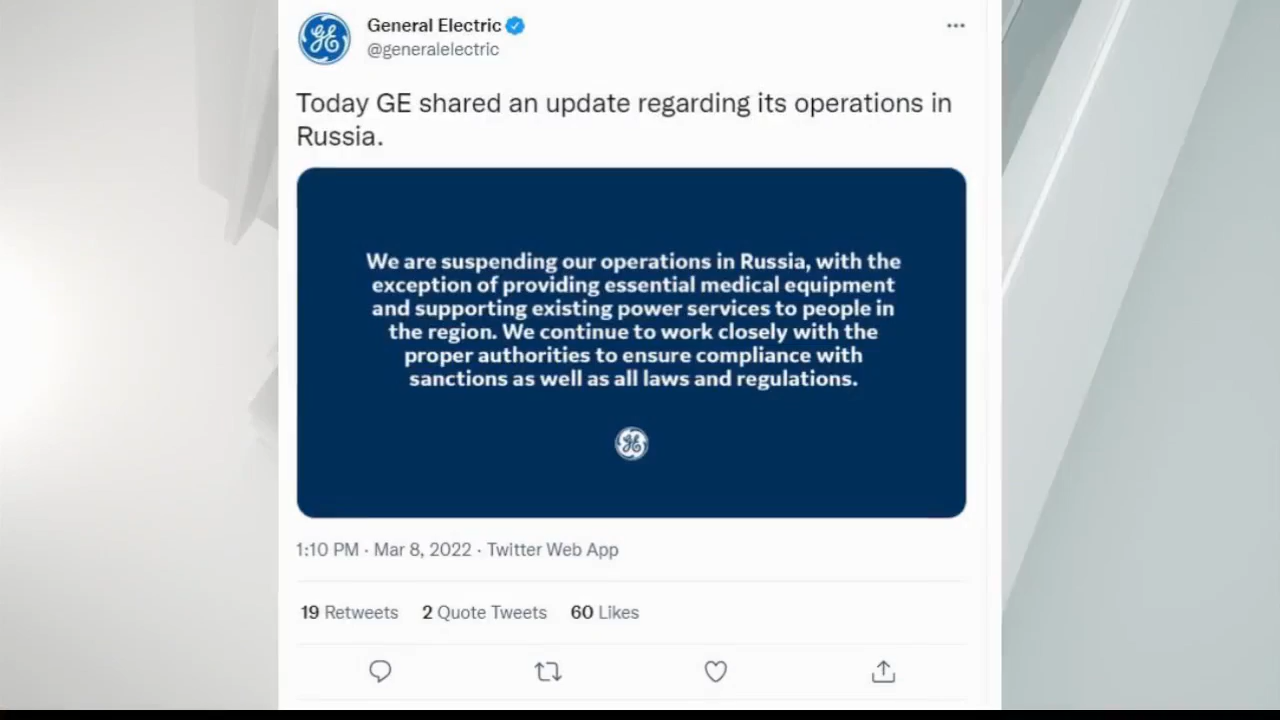 General Electric
@generalelectric
Today GE shared an update regarding its operations in
Russia.
We are suspending our operations in Russia, with the
exception of providing essential medical equipment
and supporting existing power services to people in
the region. We continue to work closely with the
proper authorities to ensure compliance with
sanctions as well as all laws and regulations.
1:10 PM · Mar 8, 2022 · Twitter Web App
19 Retweets 2 Quote Tweets 60 Likes